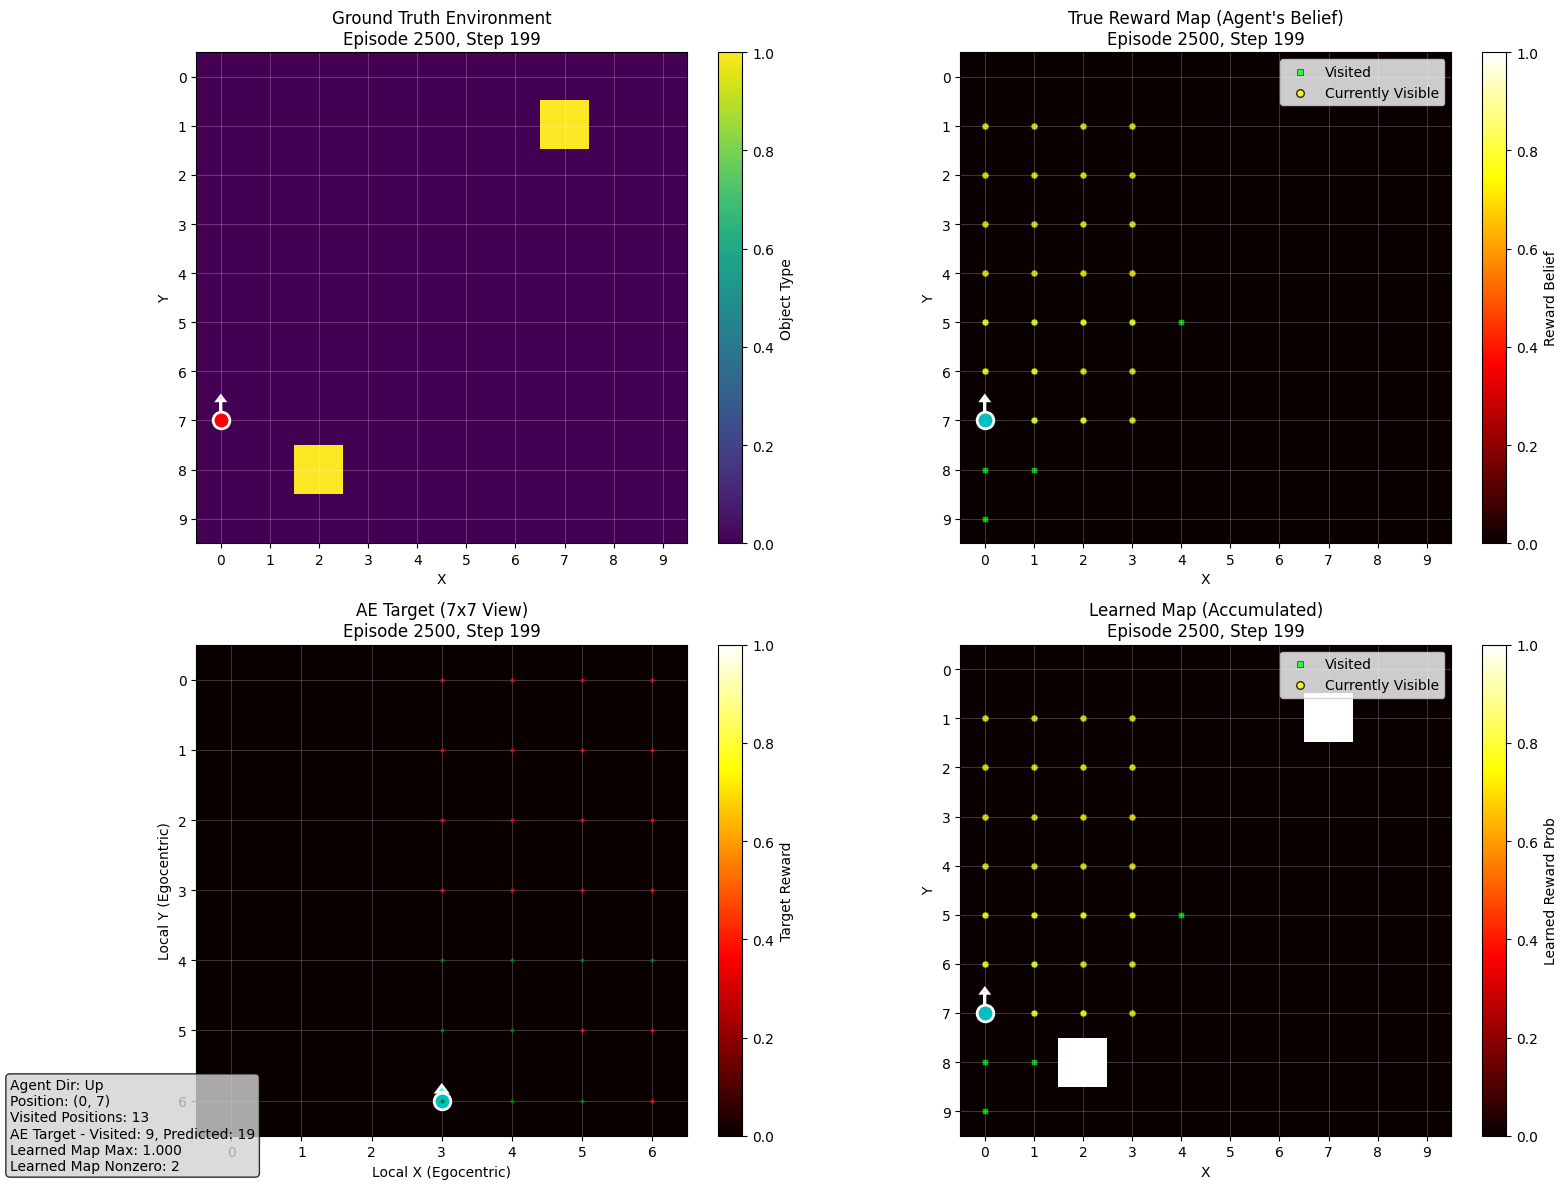 Ground Truth Environment
Episode 2500, Step 199
0
1
2
3
4
5
6
7
8
9
Y
0 1 2 3 4 5 6 7 8 9
X
1.0
0.8
0.6
0.4
0.2
0.0
Object Type
True Reward Map (Agent's Belief)
Episode 2500, Step 199
Visited
Currently Visible
0
1
2
3
4
5
6
7
8
9
Y
0 1 2 3 4 5 6 7 8 9
X
1.0
0.8
0.6
0.4
0.2
0.0
Reward Belief
AE Target (7x7 View)
Episode 2500, Step 199
0
1
2
3
4
5
6
Local Y (Egocentric)
0 1 2 3 4 5 6
Local X (Egocentric)
1.0
0.8
0.6
0.4
0.2
0.0
Target Reward
Agent Dir: Up
Position: (0, 7)
Visited Positions: 13
AE Target - Visited: 9, Predicted: 19
Learned Map Max: 1.000
Learned Map Nonzero: 2
Learned Map (Accumulated)
Episode 2500, Step 199
Visited
Currently Visible
0
1
2
3
4
5
6
7
8
9
Y
0 1 2 3 4 5 6 7 8 9
X
1.0
0.8
0.6
0.4
0.2
0.0
Learned Reward Prob